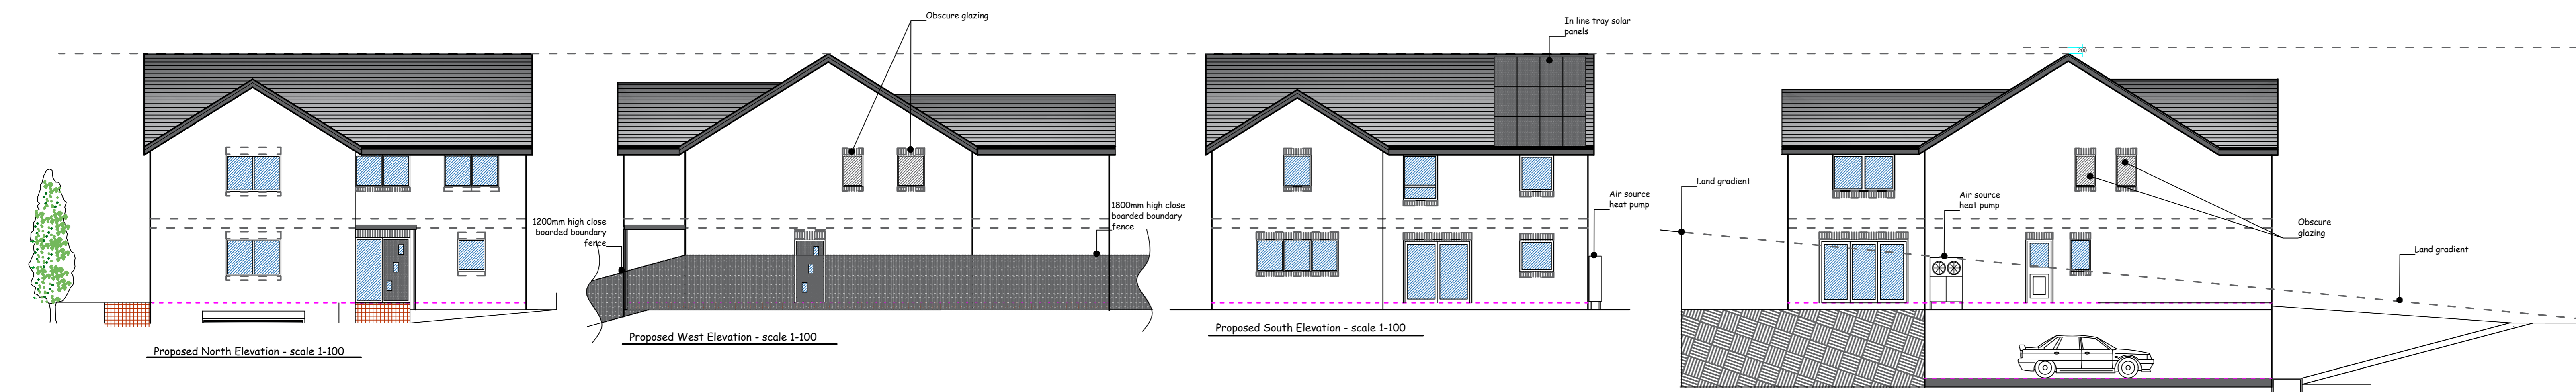 Obscure glazing
In line tray solar
panels
200
Land gradient
Air source
heat pump
1200mm high close
boarded boundary
fence
1800mm high close
boarded boundary
fence
Air source
heat pump
Obscure
glazing
Land gradient
Proposed North Elevation - scale 1-100
Proposed West Elevation - scale 1-100
Proposed South Elevation - scale 1-100